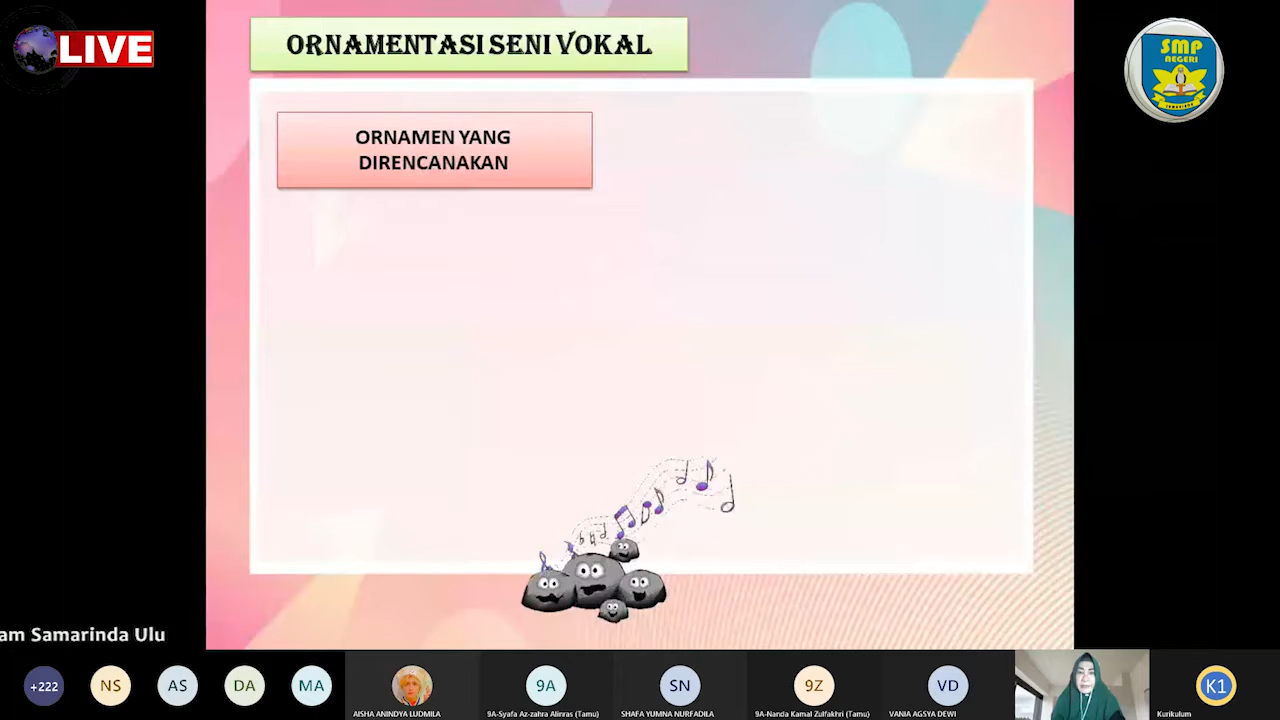 LIVE
ORNAMENTASI SENI VOKAL
SMP
NEGERI
SAMARINDA
ORNAMEN YANG
DIRENCANAKAN
am Samarinda Ulu
+222
NS
AS
DA
MA
9A
SN
9Z
VD
K1
AISHA ANINDYA LUDMILA
9A-Syafa Az-zahra Alinras (Tamu)
SHAFA YUMNA NURFADILA
9A-Nanda Kamal Zulfakhri (Tamu)
VANIA AGSYA DEWI
Kurikulum